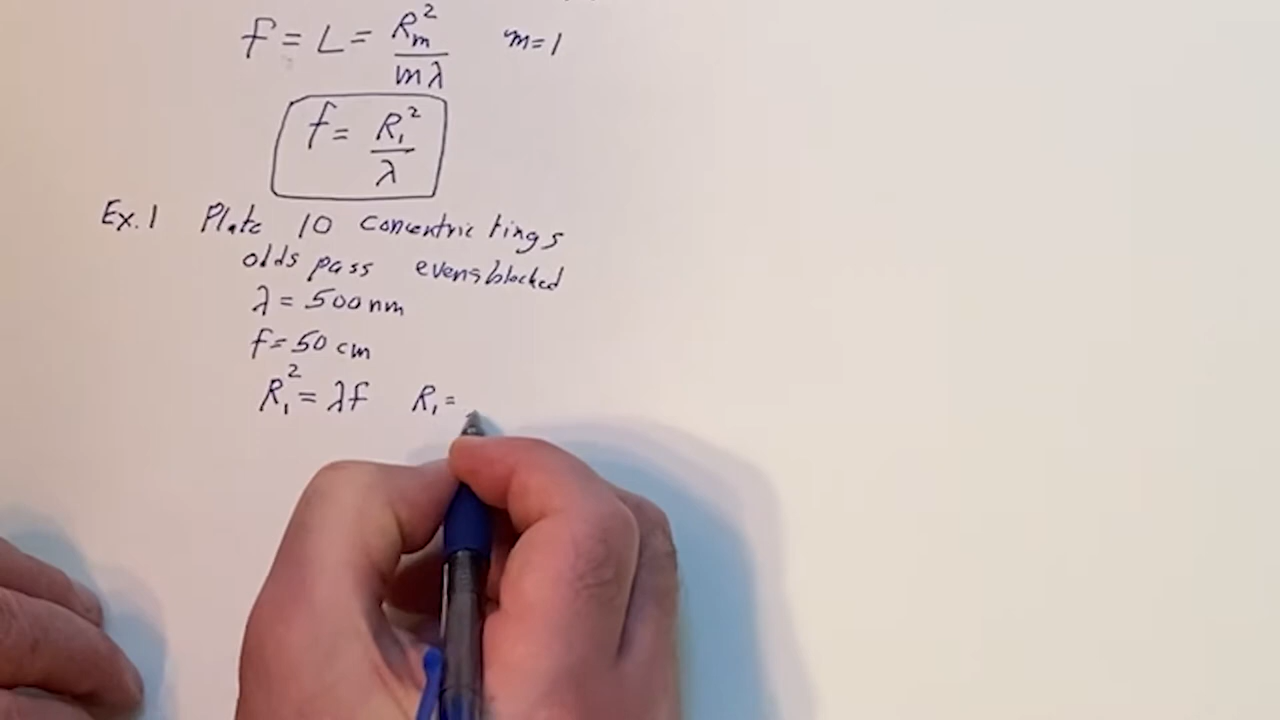 f = L = R_m^2 / mλ m=1
f = R_1^2 / λ
Ex.1 Plate 10 concentric rings
odds pass evens blocked
λ = 500 nm
f = 50 cm
R_1^2 = λf R_1 =